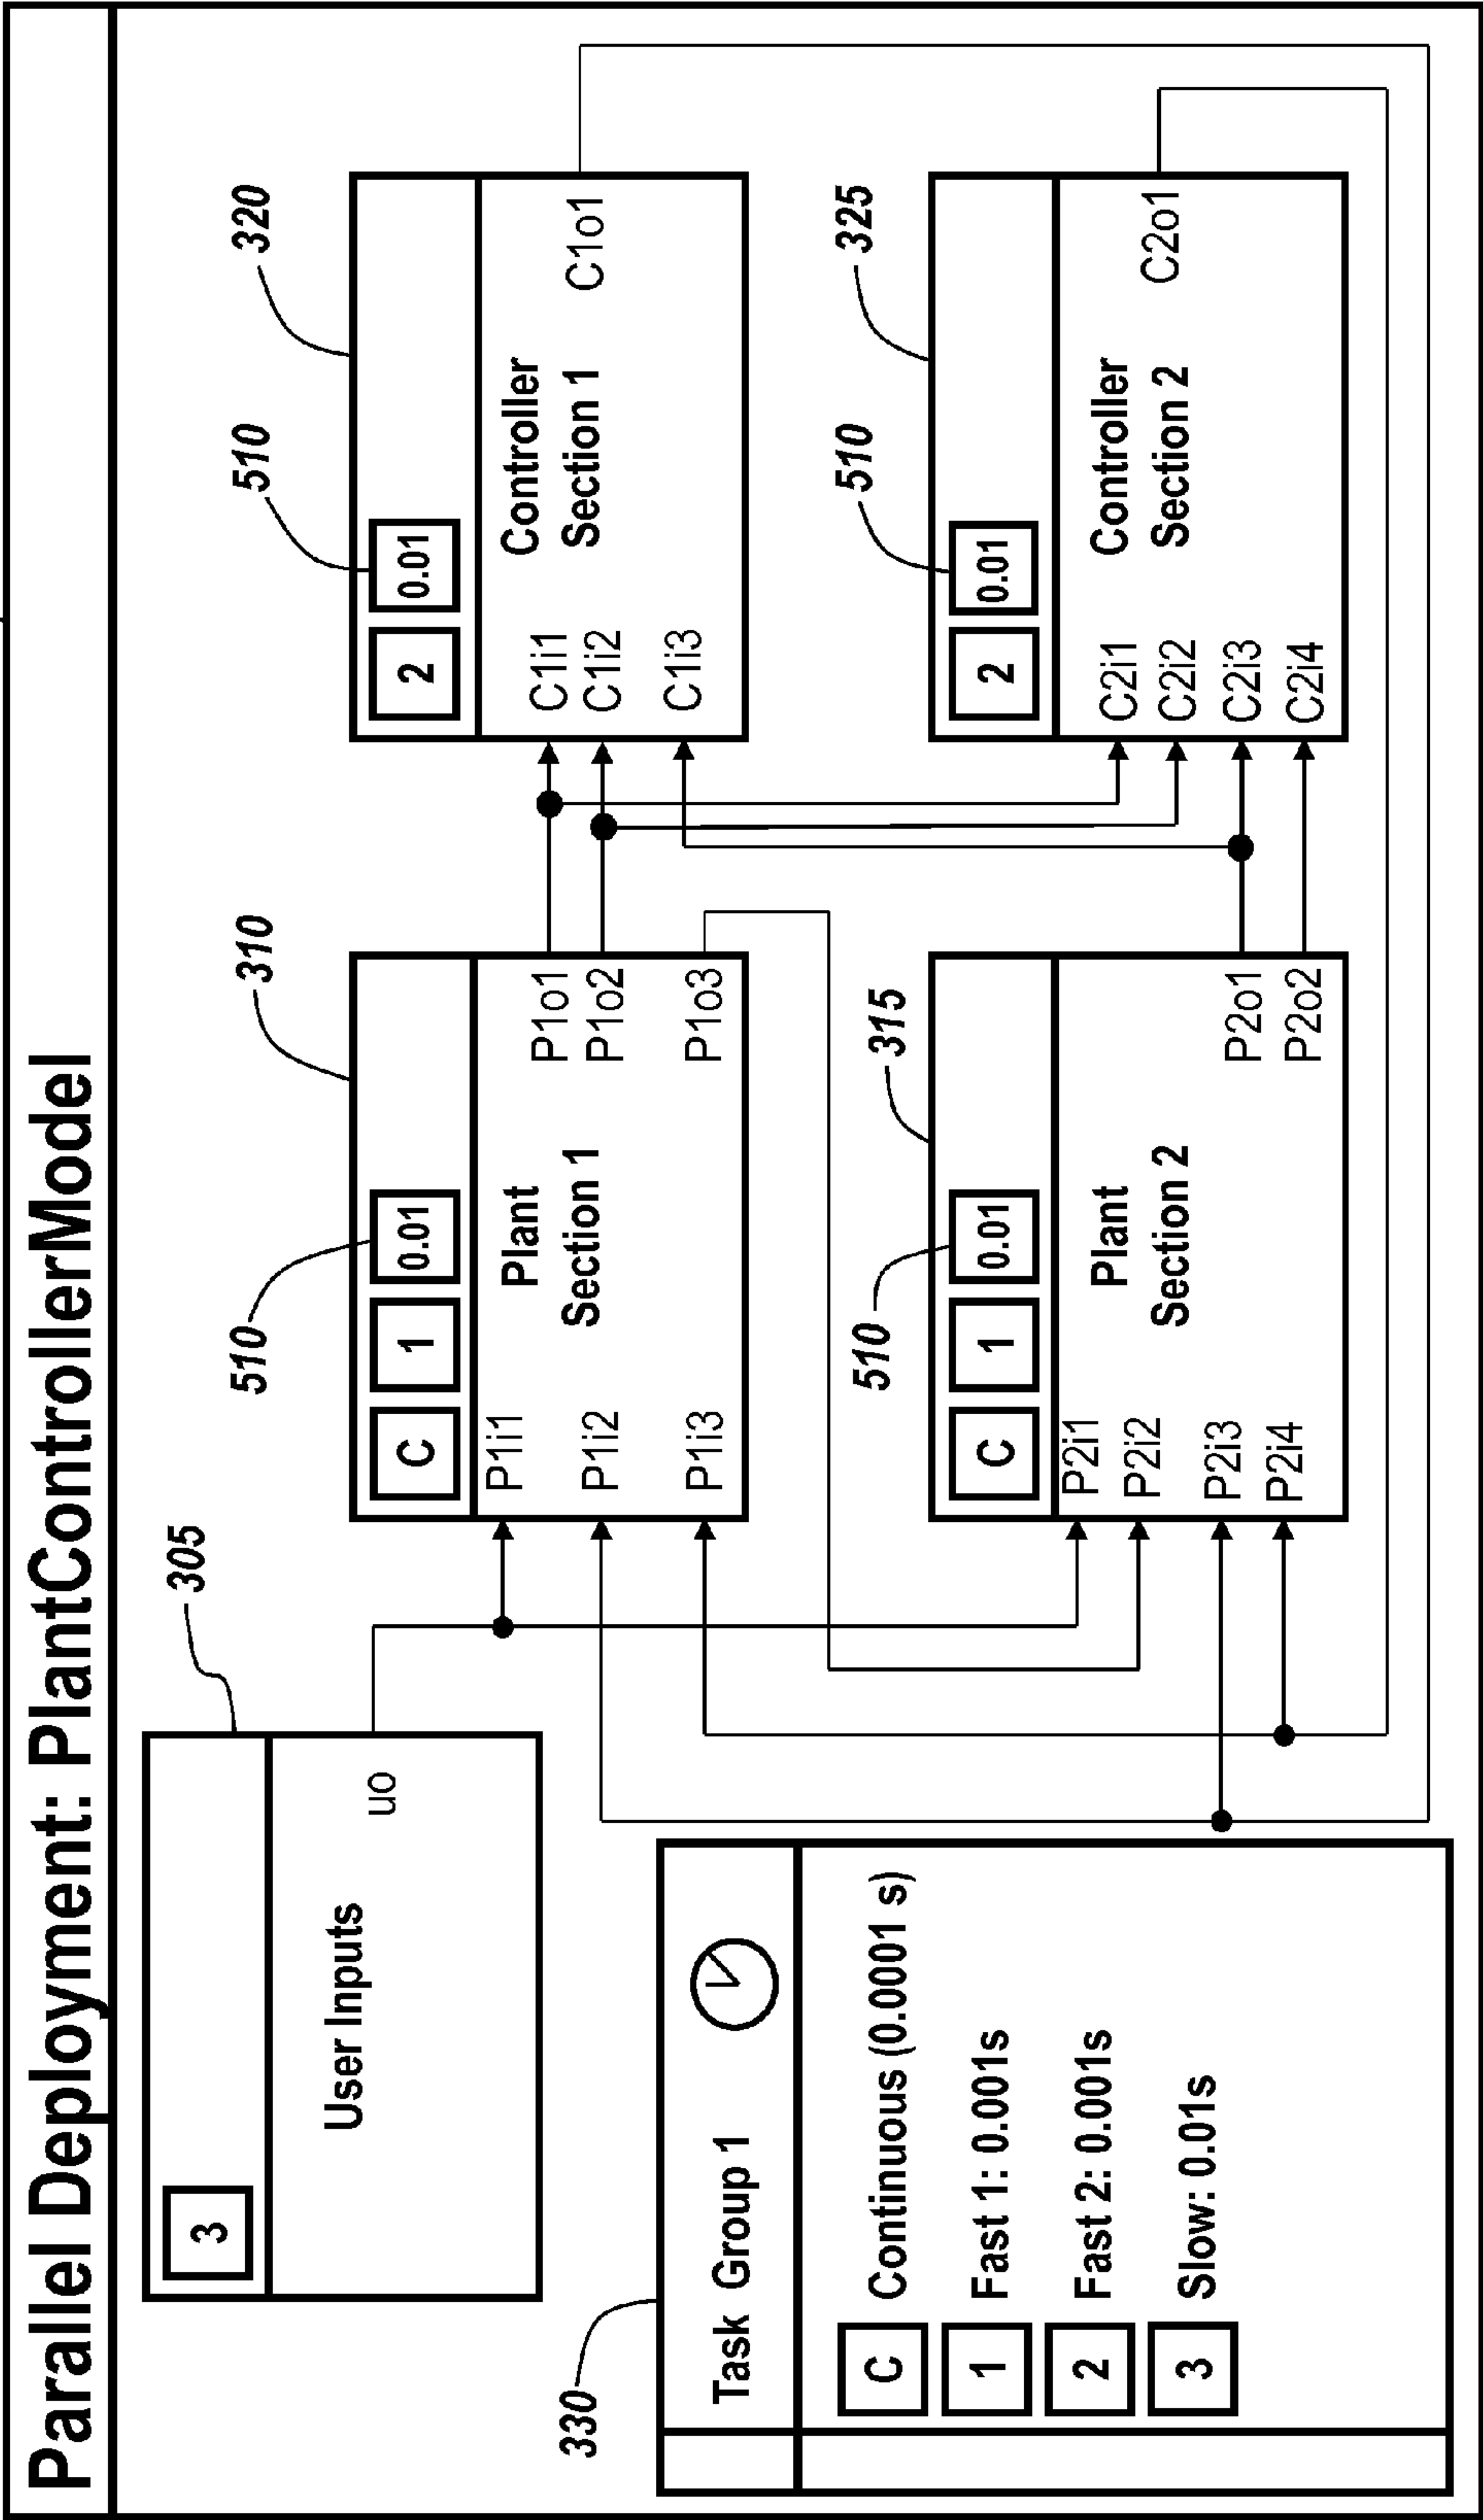 Parallel Deployment: PlantControllerModel
305
3
User Inputs
uo
330
Task Group 1
C Continuous (0.0001 s)
1 Fast 1: 0.001s
2 Fast 2: 0.001s
3 Slow: 0.01s
510
310
C 1 0.01
Plant
Section 1
P1i1
P1i2
P1i3
P1o1
P1o2
P1o3
510
315
C 1 0.01
Plant
Section 2
P2i1
P2i2
P2i3
P2i4
P2o1
P2o2
510
320
2 0.01
Controller
Section 1
C1i1
C1i2
C1i3
C1o1
510
325
2 0.01
Controller
Section 2
C2i1
C2i2
C2i3
C2i4
C2o1